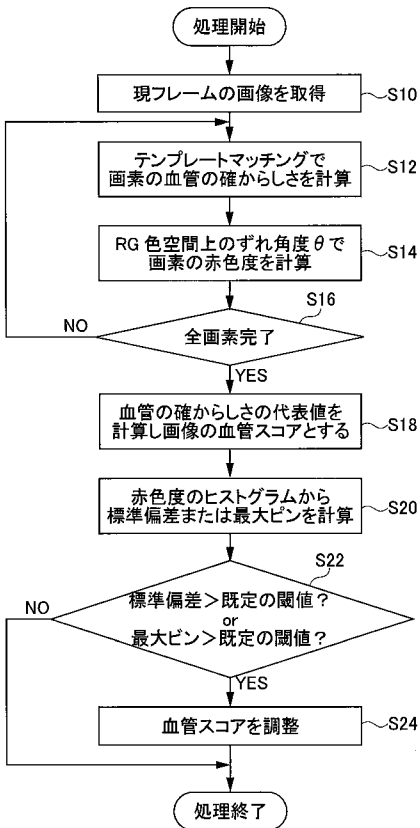 処理開始
現フレームの画像を取得
S10
テンプレートマッチングで
画素の血管の確からしさを計算
S12
RG色空間上のずれ角度θで
画素の赤色度を計算
S14
S16
NO
全画素完了
YES
血管の確からしさの代表値を
計算し画像の血管スコアとする
S18
赤色度のヒストグラムから
標準偏差または最大ピンを計算
S20
S22
NO
標準偏差>既定の閾値?
or
最大ビン>既定の閾値?
YES
血管スコアを調整
S24
処理終了